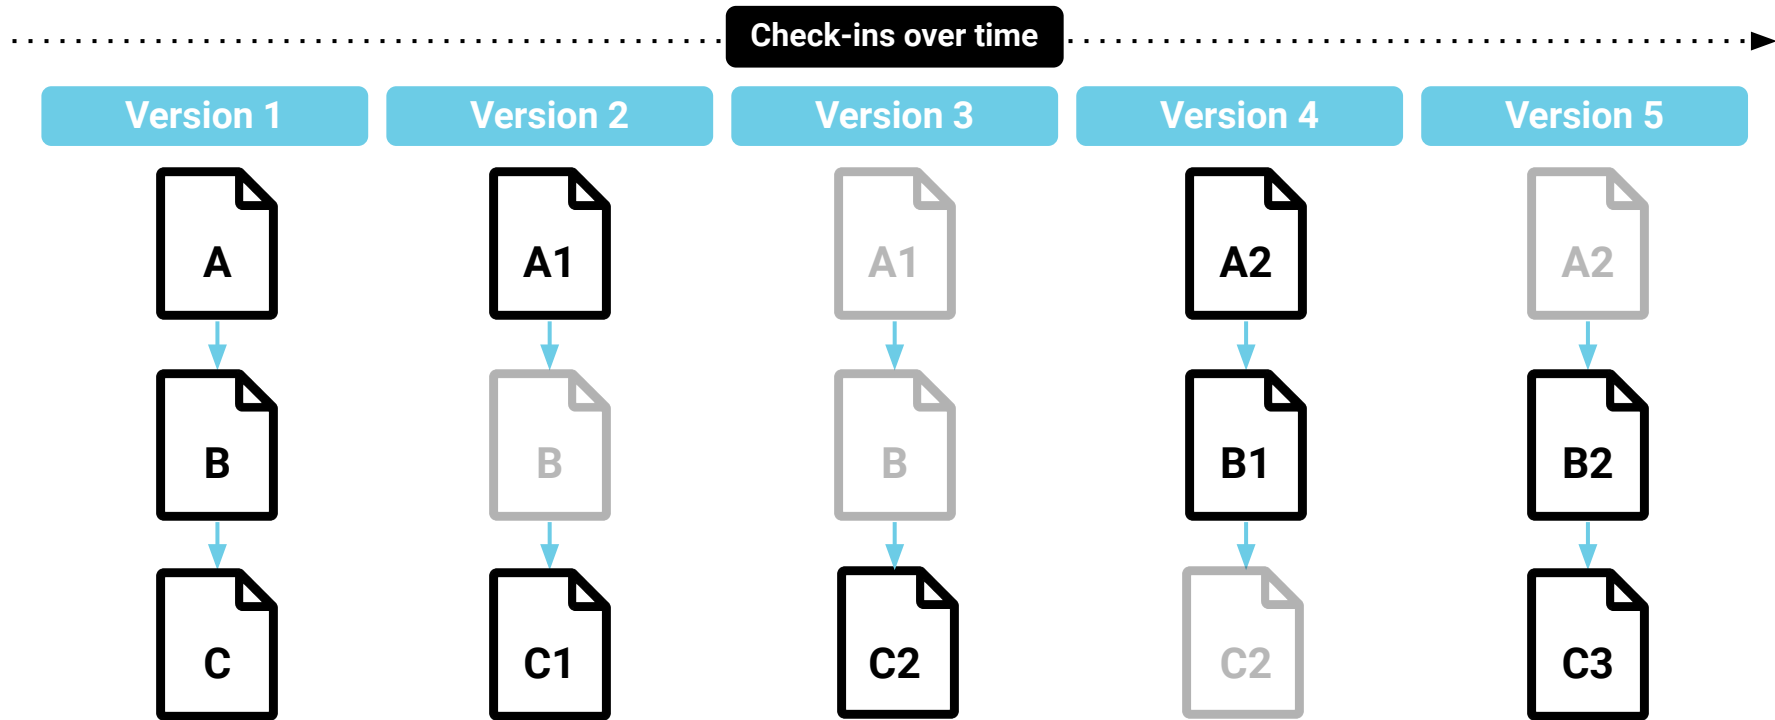 Check-ins over time
Version 1 Version 2 Version 3 Version 4 Version 5
A A1 A1 A2 A2
B B B B1 B2
C C1 C2 C2 C3